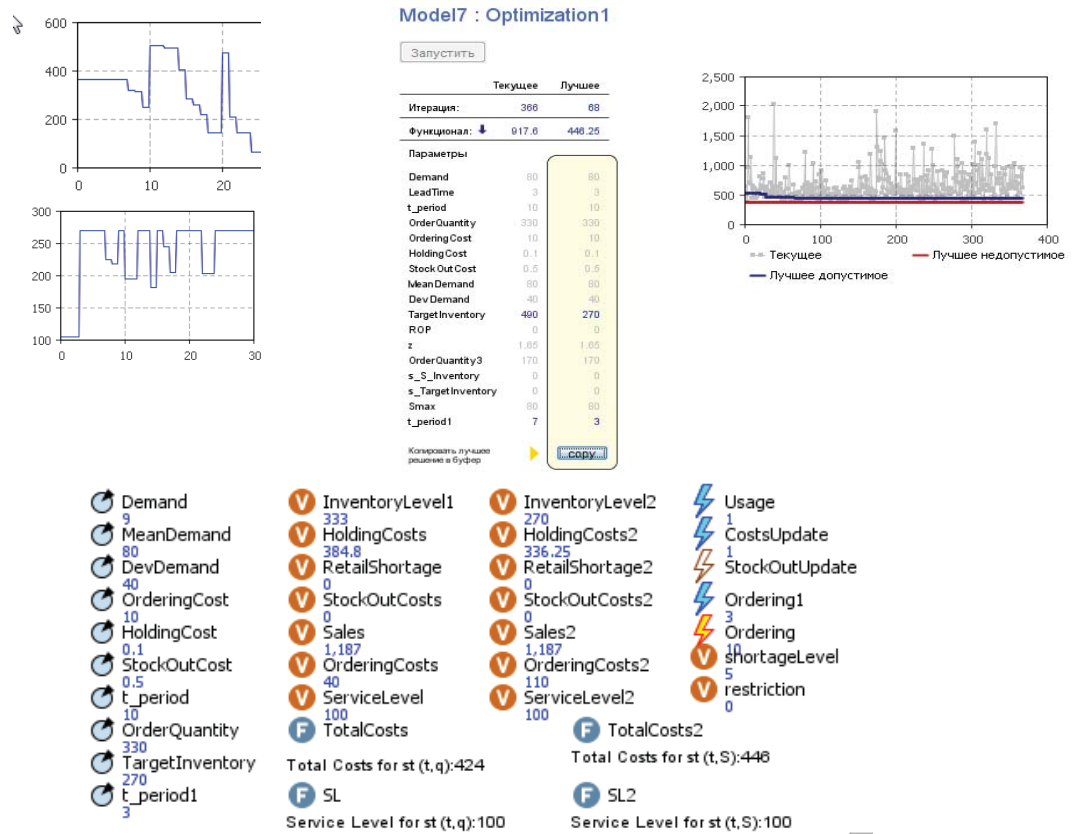 600
400
200
0
0 10 20
300
250
200
150
100
0 10 20 30
Model7 : Optimization1
Запустить
Текущее Лучшее
Итерация: 366 68
Функционал: 917.6 446.25
Параметры
Demand 80 80
LeadTime 3 3
t_period 10 10
OrderQuantity 330 330
OrderingCost 10 10
HoldingCost 0.1 0.1
StockOutCost 0.5 0.5
MeanDemand 80 80
DevDemand 40 40
TargetInventory 490 270
ROP 0 0
z 1.65 1.65
OrderQuantity3 170 170
s_S_Inventory 0 0
s_TargetInventory 0 0
Smax 80 80
t_period1 7 3
Копировать лучшее
решение в буфер
copy
2,500
2,000
1,500
1,000
500
0
0 100 200 300 400
Текущее Лучшее недопустимое
Лучшее допустимое
Demand
9
MeanDemand
80
DevDemand
40
OrderingCost
10
HoldingCost
0.1
StockOutCost
0.5
t_period
10
OrderQuantity
330
TargetInventory
270
t_period1
3
V InventoryLevel1
333
V HoldingCosts
384.8
V RetailShortage
0
V StockOutCosts
0
V Sales
1,187
V OrderingCosts
40
V ServiceLevel
100
F TotalCosts
Total Costs for st (t,q):424
F SL
Service Level for st (t,q):100
V InventoryLevel2
270
V HoldingCosts2
336.25
V RetailShortage2
0
V StockOutCosts2
0
V Sales2
1,187
V OrderingCosts2
110
V ServiceLevel2
100
F TotalCosts2
Total Costs for st (t,S):446
F SL2
Service Level for st (t,S):100
Usage
1
CostsUpdate
1
StockOutUpdate
Ordering1
3
Ordering
10
V shortageLevel
5
V restriction
0